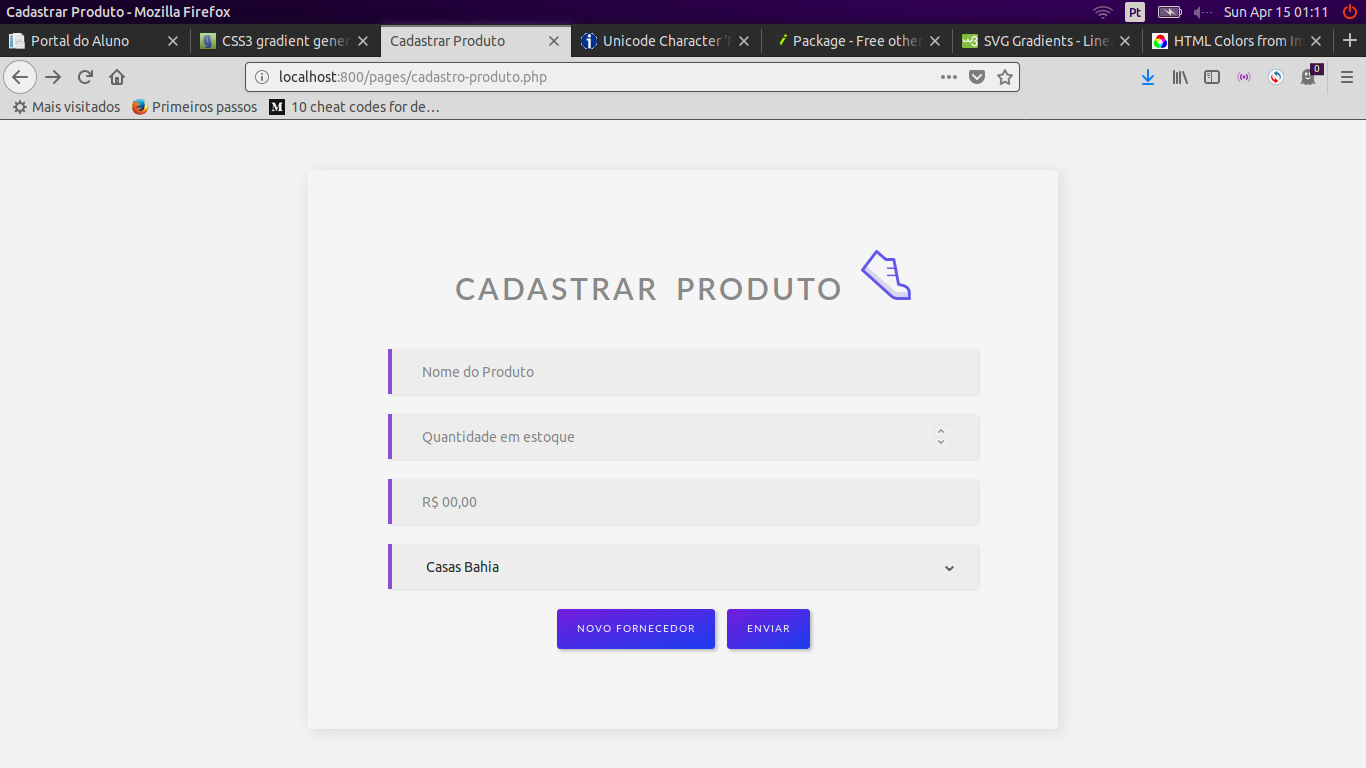 Cadastrar Produto - Mozilla Firefox
Pt
Sun Apr 15 01:11
Portal do Aluno
CSS3 gradient gener
Cadastrar Produto
Unicode Character '
Package - Free other
SVG Gradients - Line
HTML Colors from Im
localhost:800/pages/cadastro-produto.php
0
Mais visitados
Primeiros passos
M
10 cheat codes for de…
CADASTRAR PRODUTO
Nome do Produto
Quantidade em estoque
R$ 00,00
Casas Bahia
NOVO FORNECEDOR
ENVIAR